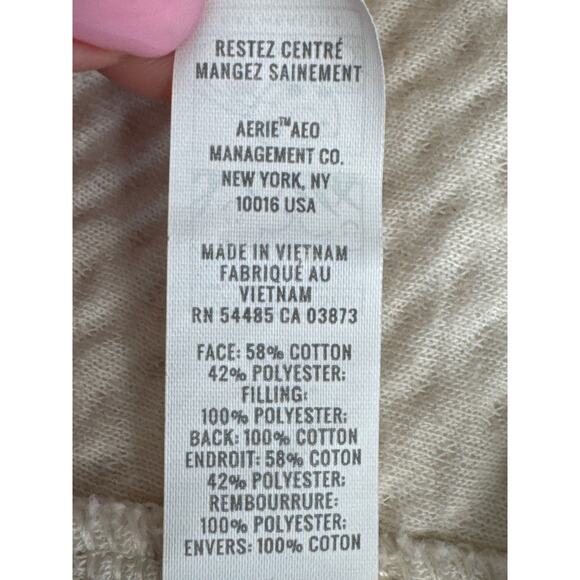 RESTEZ CENTRÉ
MANGEZ SAINEMENT
AERIE™AEO
MANAGEMENT CO.
NEW YORK, NY
10016 USA
MADE IN VIETNAM
FABRIQUÉ AU
VIETNAM
RN 54485 CA 03873
FACE: 58% COTTON
42% POLYESTER;
FILLING:
100% POLYESTER;
BACK: 100% COTTON
ENDROIT: 58% COTON
42% POLYESTER;
REMBOURRURE:
100% POLYESTER;
ENVERS: 100% COTON